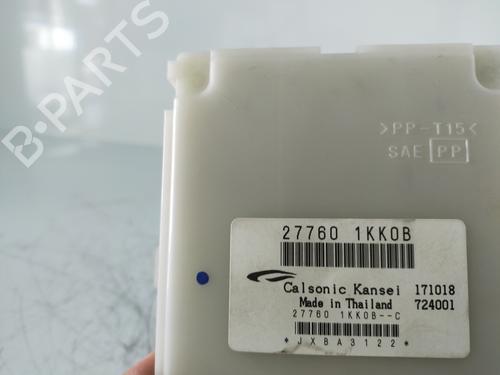 >PP-T15<
SAE PP
27760 1KK0B
Calsonic Kansei 171018
Made in Thailand 724001
27760 1KK0B--C
*JXBA3122*
B-PARTS